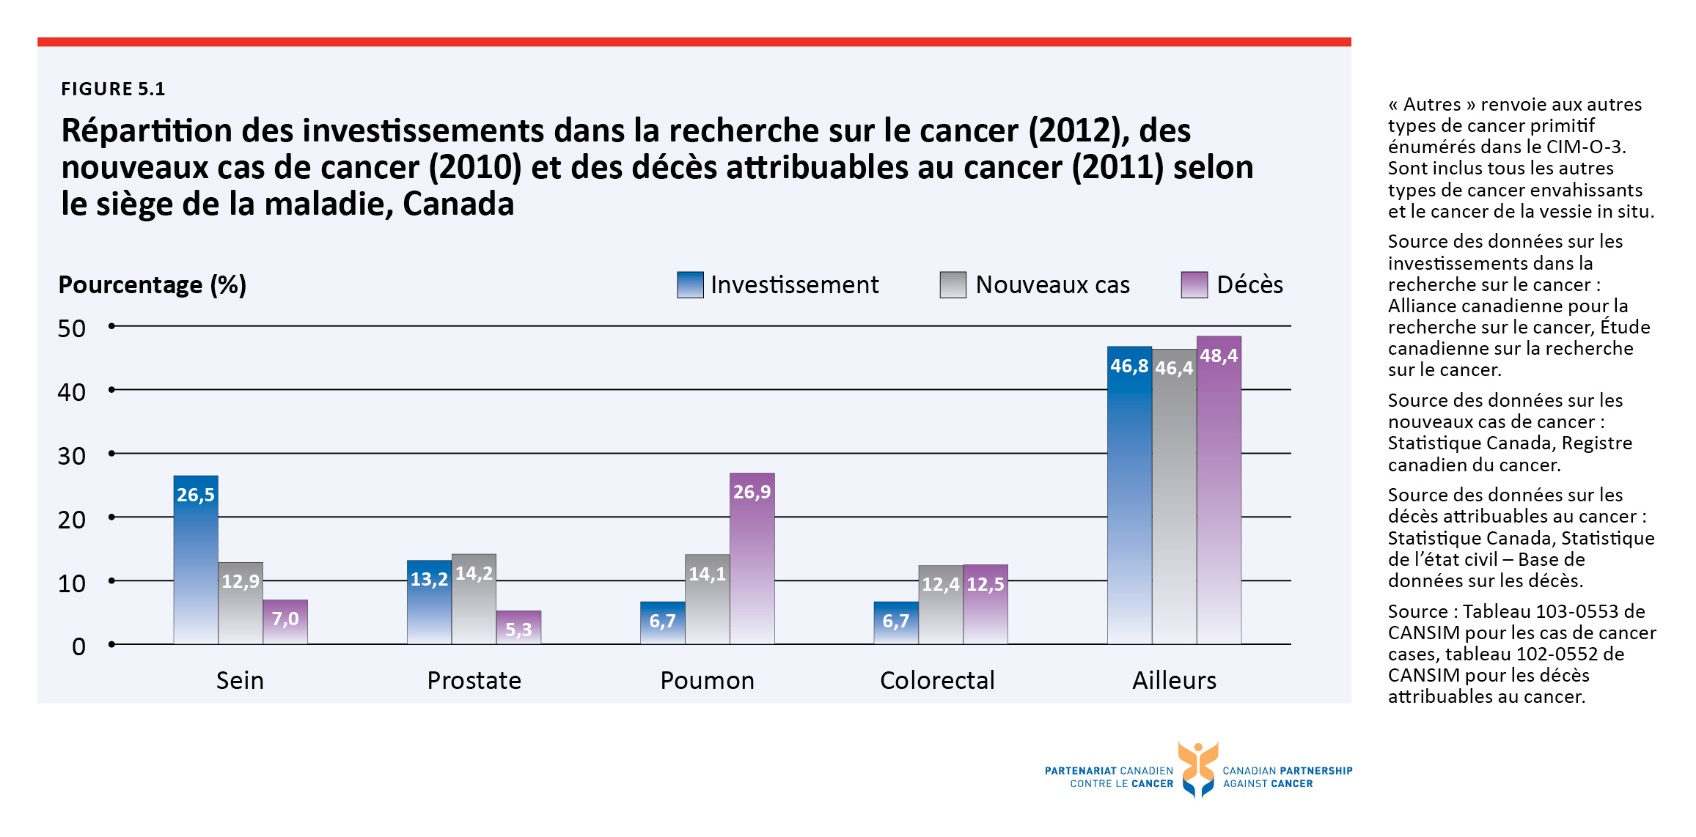 FIGURE 5.1
Répartition des investissements dans la recherche sur le cancer (2012), des
nouveaux cas de cancer (2010) et des décès attribuables au cancer (2011) selon
le siège de la maladie, Canada
Pourcentage (%)
Investissement
Nouveaux cas
Décès
50
40
30
20
10
0
26,5
12,9
7,0
13,2
14,2
5,3
6,7
14,1
26,9
6,7
12,4
12,5
46,8
46,4
48,4
Sein
Prostate
Poumon
Colorectal
Ailleurs
« Autres » renvoie aux autres
types de cancer primitif
énumérés dans le CIM-O-3.
Sont inclus tous les autres
types de cancer envahissants
et le cancer de la vessie in situ.
Source des données sur les
investissements dans la
recherche sur le cancer :
Alliance canadienne pour la
recherche sur le cancer, Étude
canadienne sur la recherche
sur le cancer.
Source des données sur les
nouveaux cas de cancer :
Statistique Canada, Registre
canadien du cancer.
Source des données sur les
décès attribuables au cancer :
Statistique Canada, Statistique
de l’état civil – Base de
données sur les décès.
Source : Tableau 103-0553 de
CANSIM pour les cas de cancer
cases, tableau 102-0552 de
CANSIM pour les décès
attribuables au cancer.
PARTENARIAT CANADIEN
CONTRE LE CANCER
CANADIAN PARTNERSHIP
AGAINST CANCER